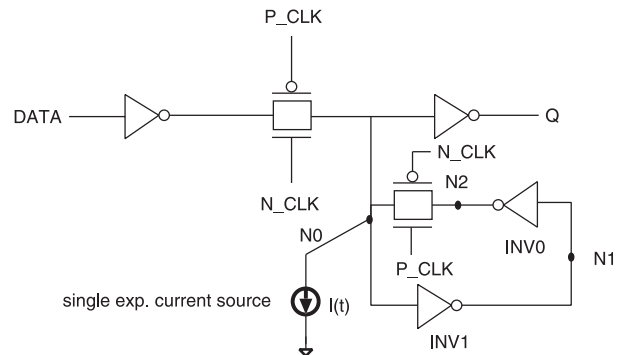 P_CLK
DATA
Q
N_CLK
N2
N_CLK
N0
INV0
N1
P_CLK
single exp. current source
I(t)
INV1